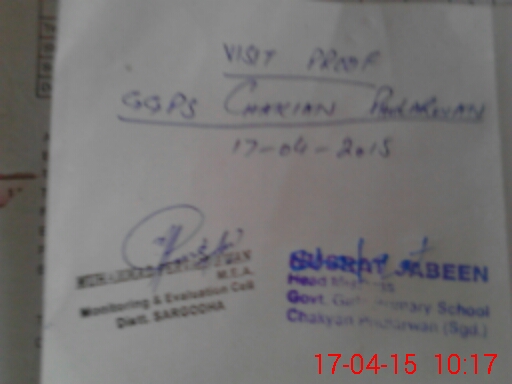 VISIT PROOF
GGPS CHAKIAN
17-04-2015
M.E.A.
Monitoring & Evaluation Cell
Distt. SARGODHA
JABEEN
Head Mistress
Govt. Primary School
Chakyan (Sgd.)
17-04-15 10:17